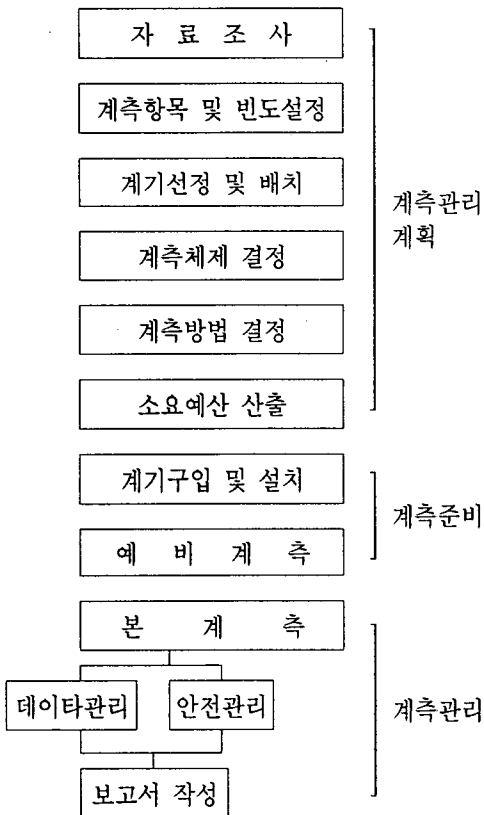 자 료 조 사
계측항목 및 빈도설정
계기선정 및 배치
계측관리
계획
계측체제 결정
계측방법 결정
소요예산 산출
계기구입 및 설치
계측준비
예 비 계 측
본 계 측
데이타관리 안전관리
계측관리
보고서 작성